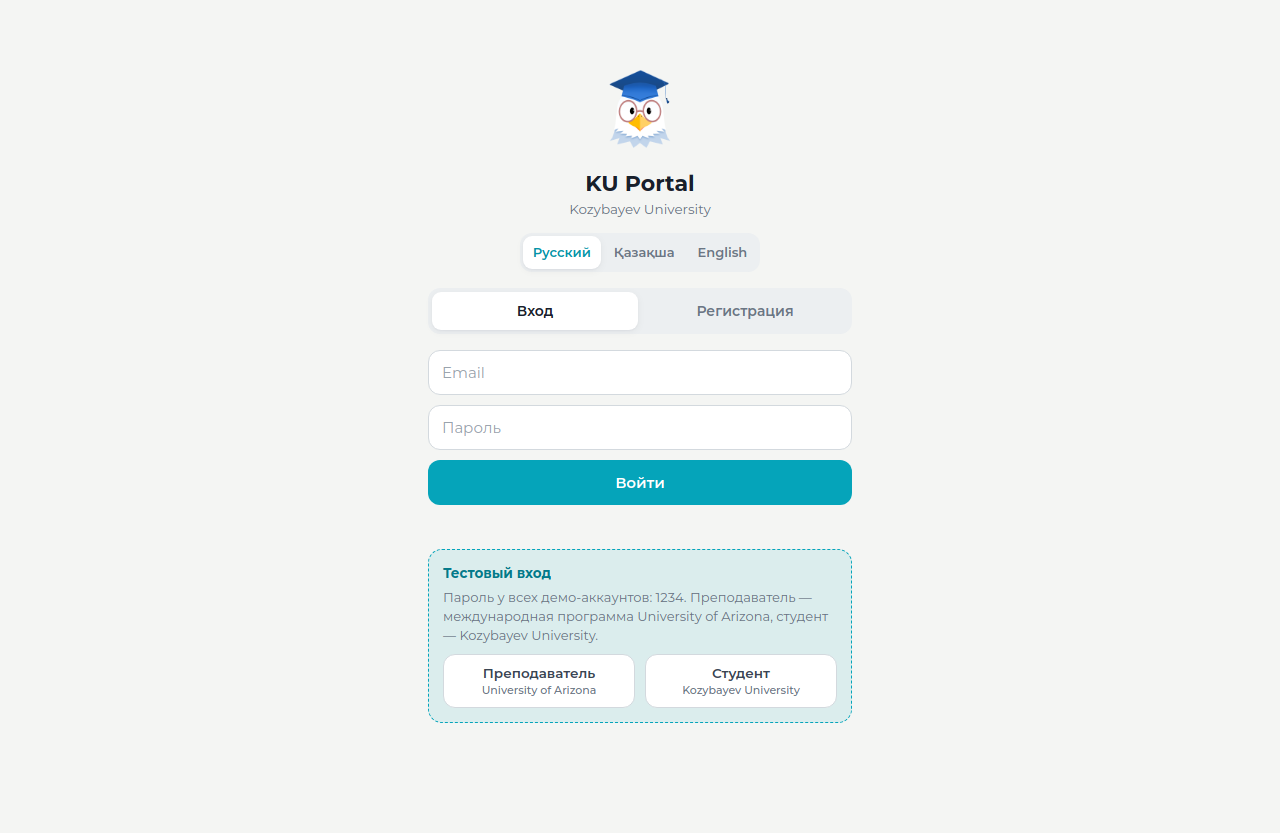 KU Portal
Kozybayev University
Русский Қазақша English
Вход Регистрация
Email
Пароль
Войти
Тестовый вход
Пароль у всех демо-аккаунтов: 1234. Преподаватель —
международная программа University of Arizona, студент
— Kozybayev University.
Преподаватель Студент
University of Arizona Kozybayev University